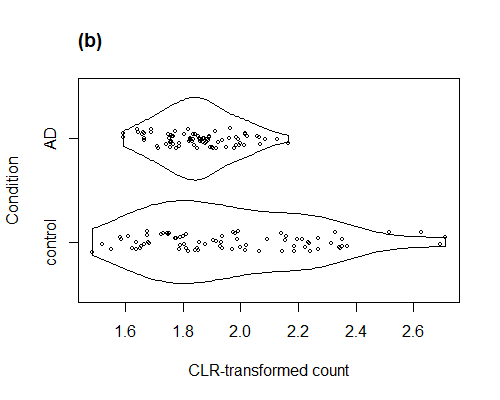 (b)
Condition
AD
control
1.6 1.8 2.0 2.2 2.4 2.6
CLR-transformed count